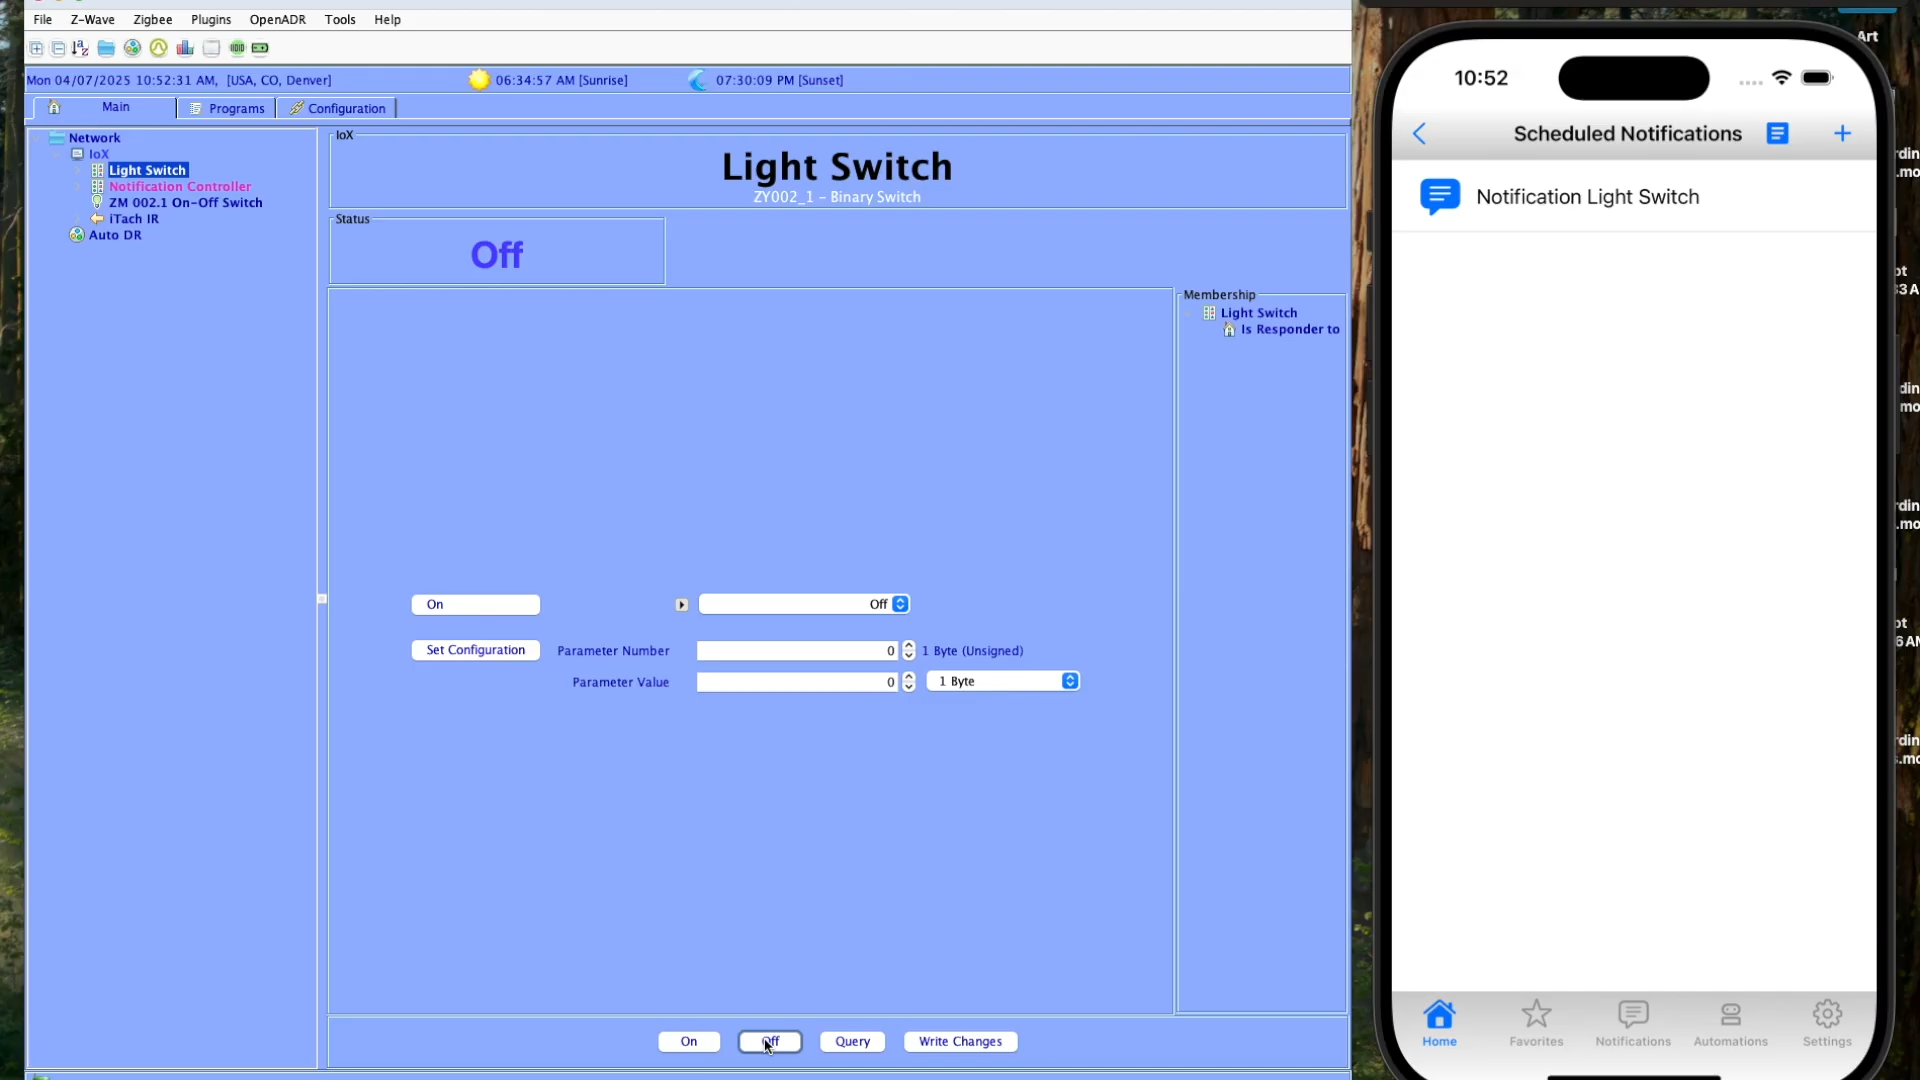 File Z-Wave Zigbee Plugins OpenADR Tools Help
Mon 04/07/2025 10:52:31 AM, [USA, CO, Denver] 06:34:57 AM [Sunrise] 07:30:09 PM [Sunset]
Main Programs Configuration
Network
IoX
Light Switch
Notification Controller
ZM 002.1 On-Off Switch
iTach IR
Auto DR
IoX
Light Switch
ZY002_1 - Binary Switch
Status
Off
Membership
Light Switch
Is Responder to
On Off
Set Configuration Parameter Number 0 1 Byte (Unsigned)
Parameter Value 0 1 Byte
On Off Query Write Changes
10:52
Scheduled Notifications
Notification Light Switch
Home Favorites Notifications Automations Settings
Art